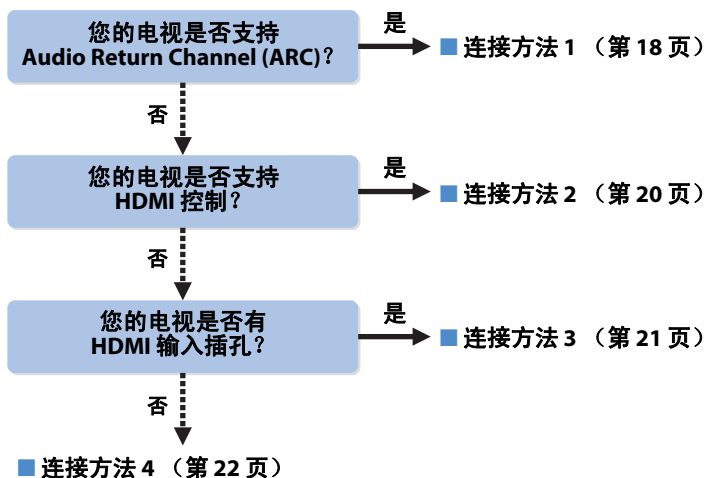 您的电视是否支持
Audio Return Channel (ARC)？
是
■ 连接方法 1 （第 18 页）
否
您的电视是否支持
HDMI 控制？
是
■ 连接方法 2 （第 20 页）
否
您的电视是否有
HDMI 输入插孔？
是
■ 连接方法 3 （第 21 页）
否
■ 连接方法 4 （第 22 页）